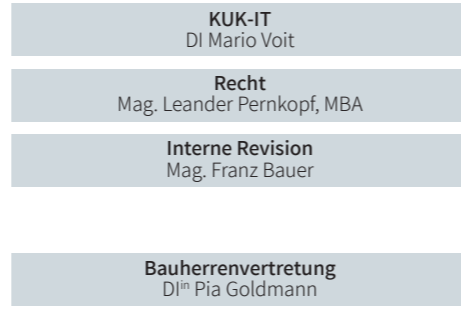 KUK-IT
DI Mario Voit
Recht
Mag. Leander Pernkopf, MBA
Interne Revision
Mag. Franz Bauer
Bauherrenvertretung
DIⁱⁿ Pia Goldmann